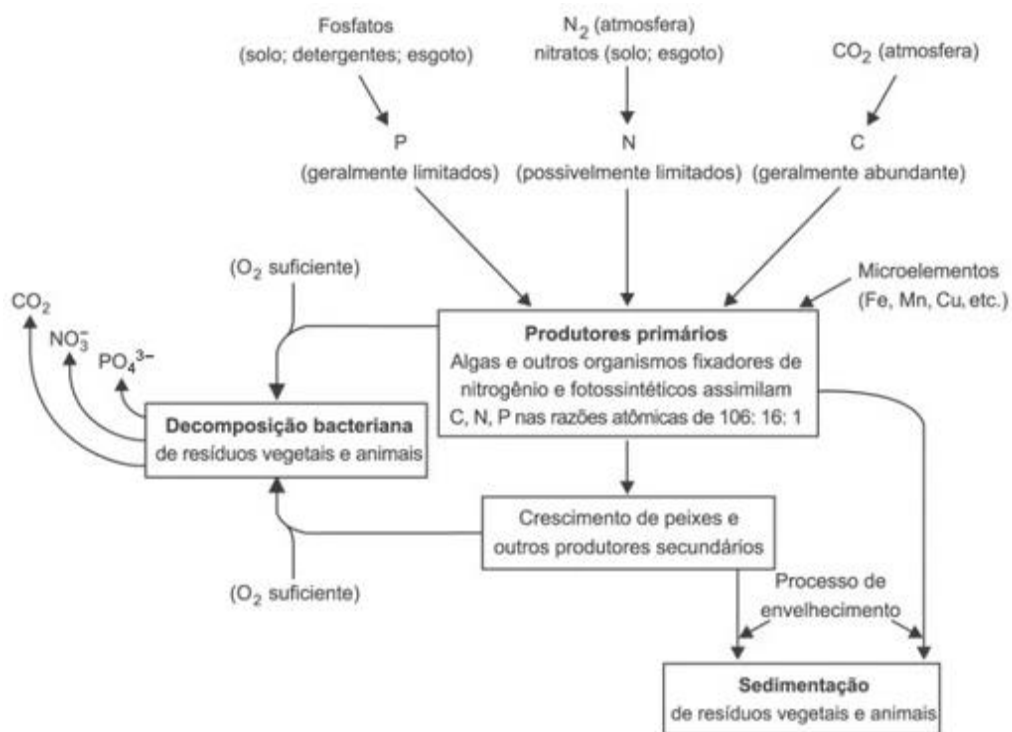 Fosfatos
(solo; detergentes; esgoto)
N₂ (atmosfera)
nitratos (solo; esgoto)
CO₂ (atmosfera)
P
(geralmente limitados)
N
(possivelmente limitados)
C
(geralmente abundante)
(O₂ suficiente)
Microelementos
(Fe, Mn, Cu, etc.)
CO₂
NO₃⁻
PO₄³⁻
Produtores primários
Algas e outros organismos fixadores de
nitrogênio e fotossintéticos assimilam
C, N, P nas razões atômicas de 106: 16: 1
Decomposição bacteriana
de resíduos vegetais e animais
Crescimento de peixes e
outros produtores secundários
(O₂ suficiente)
Processo de
envelhecimento
Sedimentação
de resíduos vegetais e animais